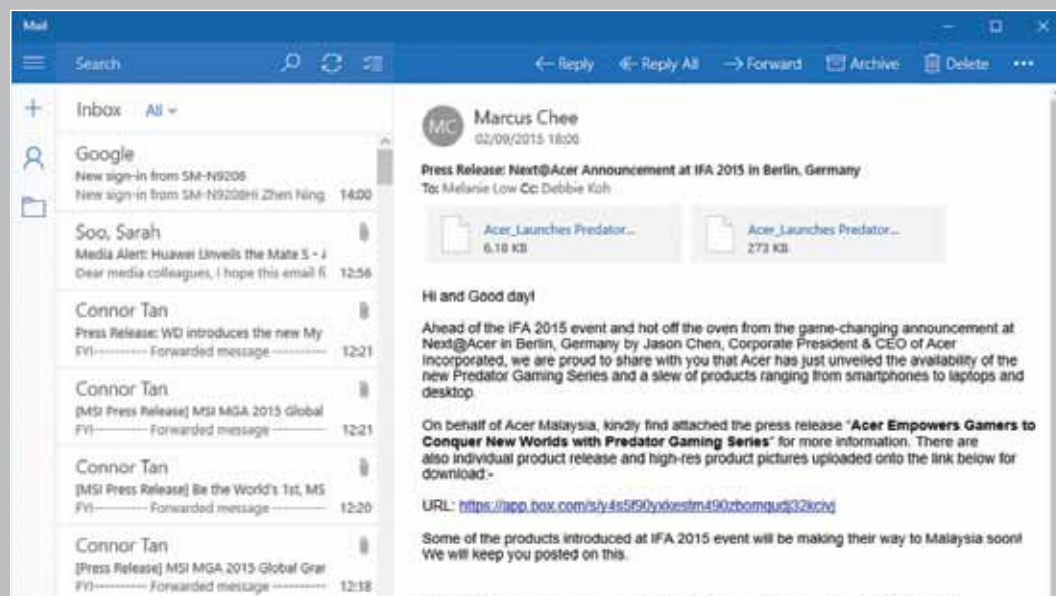 Mail
Search
Reply Reply All Forward Archive Delete
Inbox All
Google
New sign-in from SM-N9208
New sign-in from SM-N9208Hi Zhen Ning 14:00
Soo, Sarah
Media Alert: Huawei Unveils the Mate S -
Dear media colleagues, I hope this email fi 12:56
Connor Tan
Press Release: WD introduces the new My
FYI---------- Forwarded message ---------- 12:21
Connor Tan
[MSI Press Release] MSI MGA 2015 Global
FYI---------- Forwarded message ---------- 12:21
Connor Tan
[MSI Press Release] Be the World's 1st, MS
FYI---------- Forwarded message ---------- 12:20
Connor Tan
[Press Release] MSI MGA 2015 Global Gran
FYI---------- Forwarded message ---------- 12:18
MC
Marcus Chee
02/09/2015 18:06
Press Release: Next@Acer Announcement at IFA 2015 in Berlin, Germany
To: Melanie Low Cc: Debbie Koh
Acer_Launches Predator... Acer_Launches Predator...
6.18 KB 273 KB
Hi and Good day!
Ahead of the IFA 2015 event and hot off the oven from the game-changing announcement at
Next@Acer in Berlin, Germany by Jason Chen, Corporate President & CEO of Acer
Incorporated, we are proud to share with you that Acer has just unveiled the availability of the
new Predator Gaming Series and a slew of products ranging from smartphones to laptops and
desktop.
On behalf of Acer Malaysia, kindly find attached the press release "Acer Empowers Gamers to
Conquer New Worlds with Predator Gaming Series" for more information. There are
also individual product release and high-res product pictures uploaded onto the link below for
download:-
URL:
Some of the products introduced at IFA 2015 event will be making their way to Malaysia soon!
We will keep you posted on this.